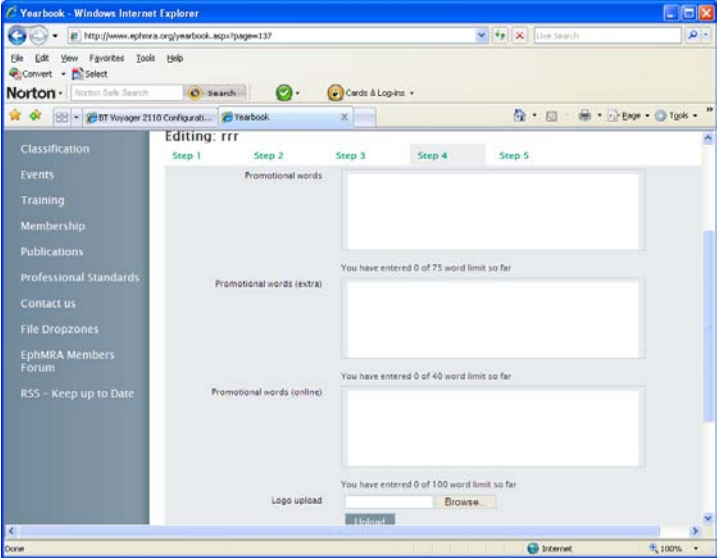 Yearbook - Windows Internet Explorer
http://www.ephmra.org/yearbook.aspx?page=137
Live Search
File Edit View Favorites Tools Help
Convert Select
Norton Norton Safe Search Search Cards & Log-ins
BT Voyager 2110 Configurati... Yearbook X Page Tools
Editing: rrr
Step 1 Step 2 Step 3 Step 4 Step 5
Classification
Events
Training
Membership
Publications
Professional Standards
Contact us
File Dropzones
EphMRA Members
Forum
RSS - Keep up to Date
Promotional words
You have entered 0 of 75 word limit so far
Promotional words (extra)
You have entered 0 of 40 word limit so far
Promotional words (online)
You have entered 0 of 100 word limit so far
Logo upload Browse...
Upload
Done Internet 100%